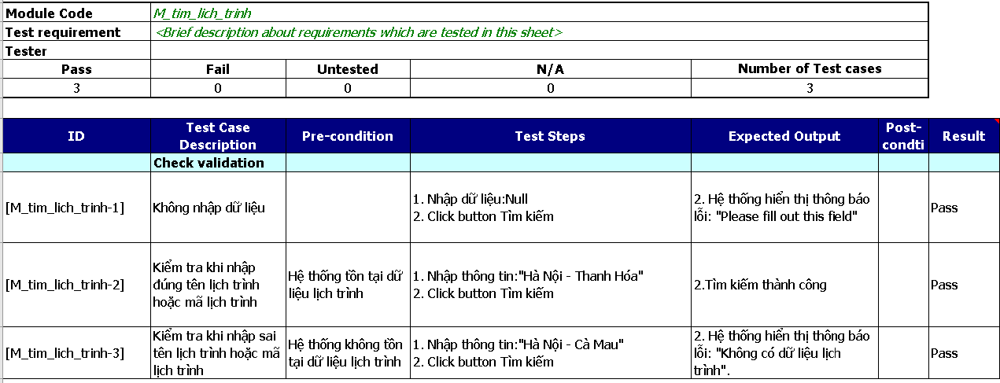 Module Code M_tim_lich_trinh
Test requirement <Brief description about requirements which are tested in this sheet>
Tester
Pass Fail Untested N/A Number of Test cases
3 0 0 0 3
ID Test Case Description Pre-condition Test Steps Expected Output Post-condti Result
Check validation
[M_tim_lich_trinh-1]
Không nhập dữ liệu
1. Nhập dữ liệu:Null
2. Click button Tìm kiếm
2. Hệ thống hiển thị thông báo
lỗi: "Please fill out this field"
Pass
[M_tim_lich_trinh-2]
Kiểm tra khi nhập
đúng tên lịch trình
hoặc mã lịch trình
Hệ thống tồn tại dữ
liệu lịch trình
1. Nhập thông tin:"Hà Nội - Thanh Hóa"
2. Click button Tìm kiếm
2.Tìm kiếm thành công
Pass
[M_tim_lich_trinh-3]
Kiểm tra khi nhập sai
tên lịch trình hoặc mã
lịch trình
Hệ thống không tồn
tại dữ liệu lịch trình
1. Nhập thông tin:"Hà Nội - Cà Mau"
2. Click button Tìm kiếm
2. Hệ thống hiển thị thông báo
lỗi: "Không có dữ liệu lịch
trình".
Pass